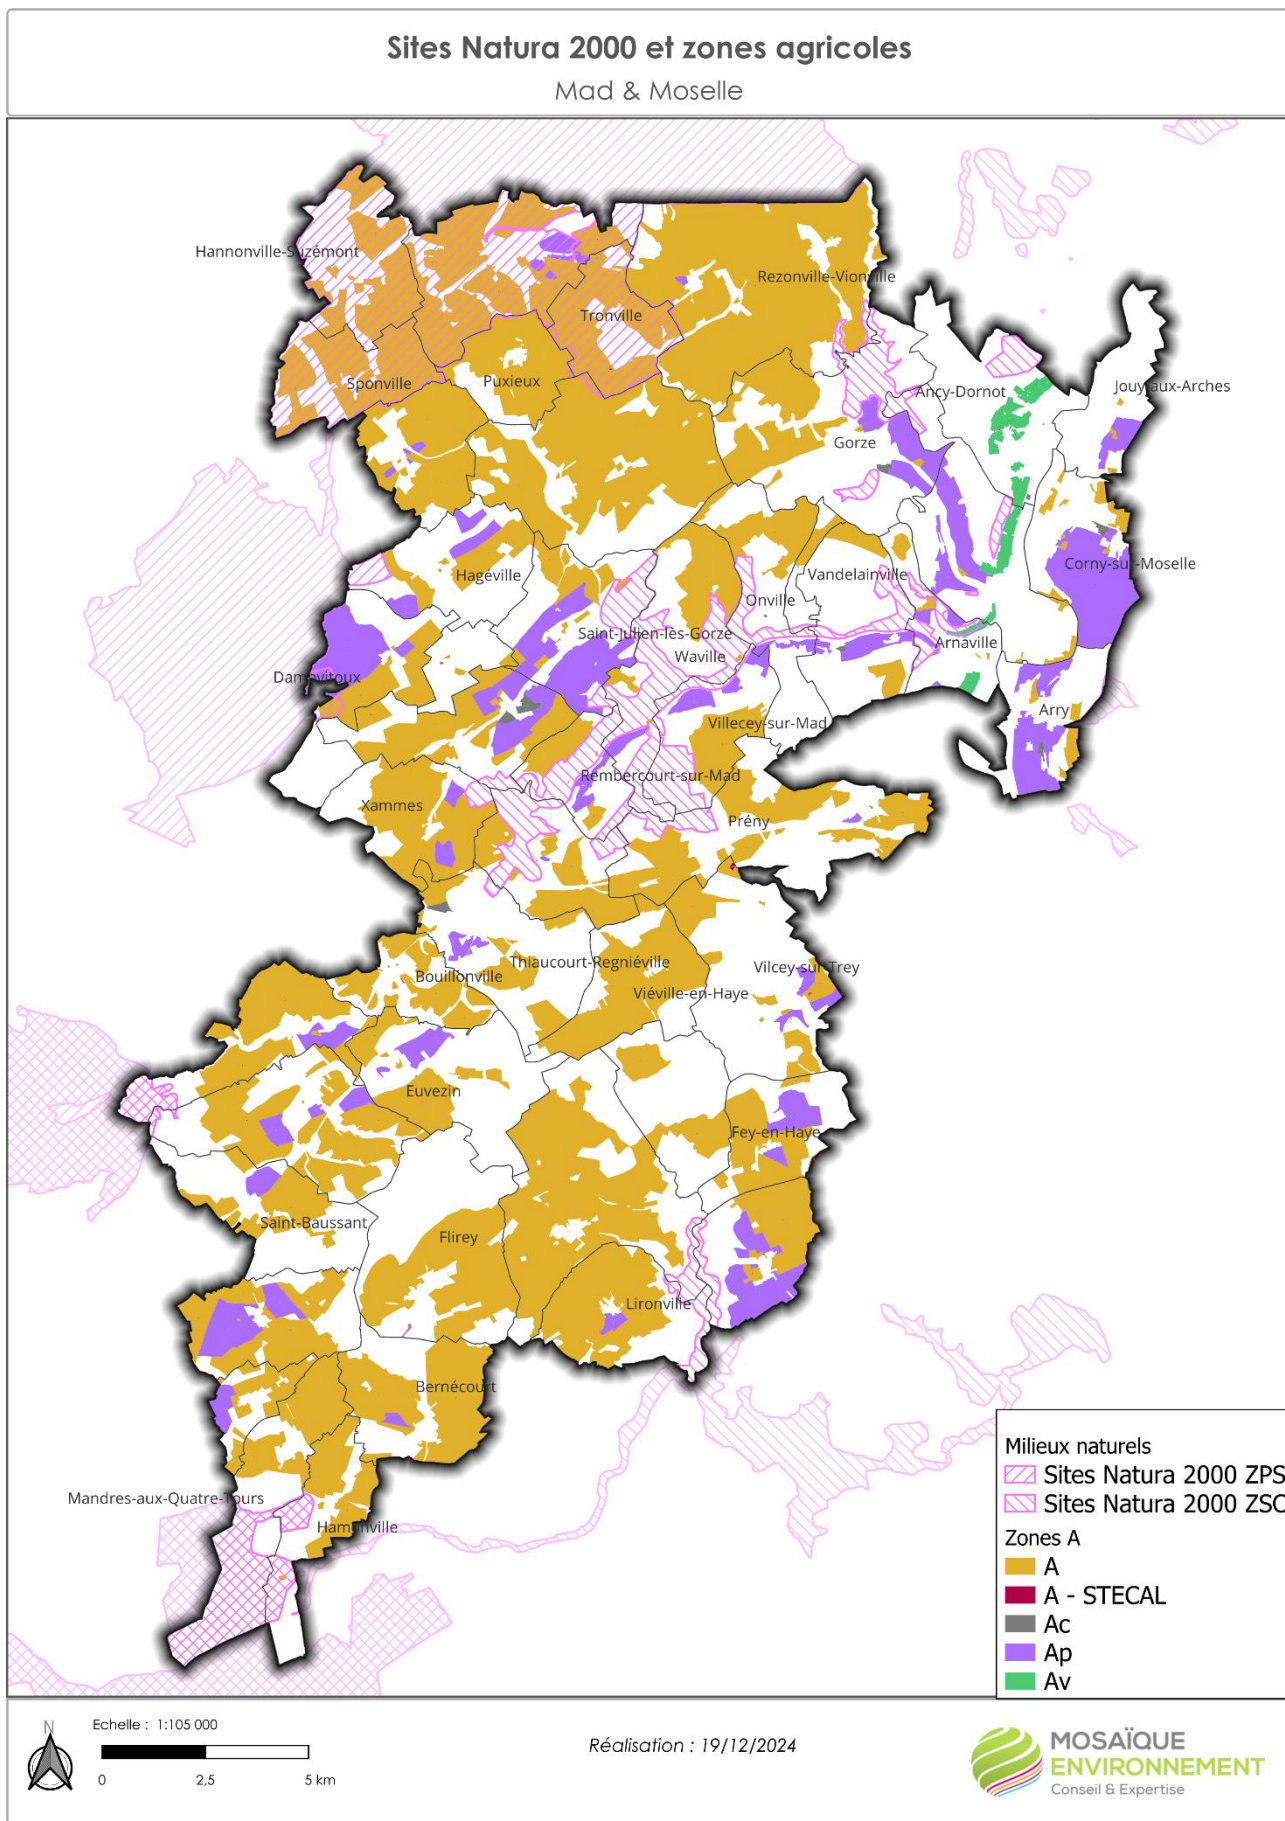 Sites Natura 2000 et zones agricoles
Mad & Moselle
Hannonville-Suzémont
Rezonville-Vionville
Tronville
Sponville
Puxieux
Ancy-Dornot
Jouy-aux-Arches
Gorze
Corny-sur-Moselle
Hagéville
Vandelainville
Onville
Saint-Julien-lès-Gorze
Waville
Arnaville
Dampvitoux
Arry
Villecey-sur-Mad
Rembercourt-sur-Mad
Xammes
Prény
Thiaucourt-Regniéville
Vilcey-sur-Trey
Bouillonville
Viéville-en-Haye
Euvezin
Fey-en-Haye
Saint-Baussant
Flirey
Lironville
Bernécourt
Mandres-aux-Quatre-Tours
Hamonville
Milieux naturels
Sites Natura 2000 ZPS
Sites Natura 2000 ZSC
Zones A
A
A - STECAL
Ac
Ap
Av
N
Echelle : 1:105 000
0 2,5 5 km
Réalisation : 19/12/2024
MOSAÏQUE
ENVIRONNEMENT
Conseil & Expertise